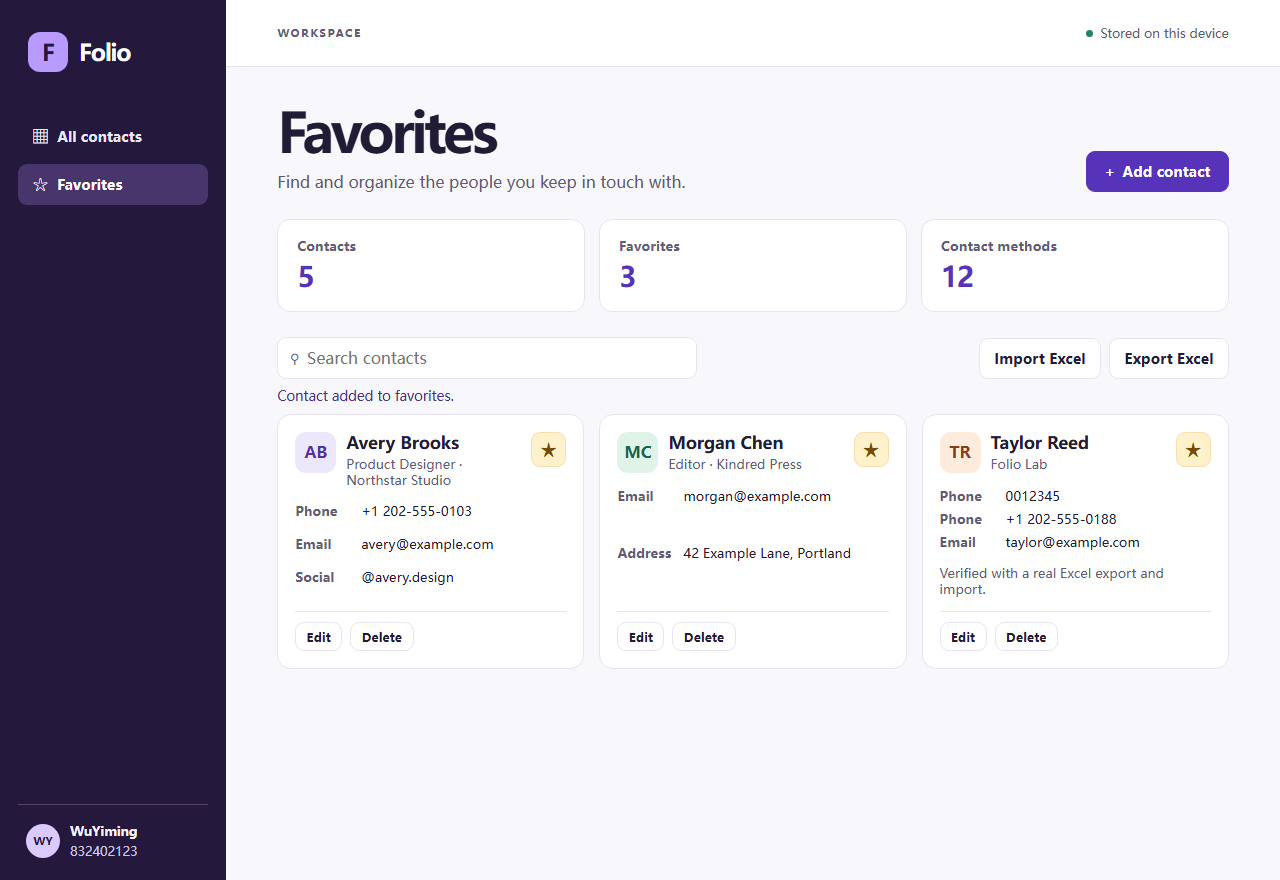 F
Folio
All contacts
Favorites
WY
WuYiming
832402123
WORKSPACE
Stored on this device
Favorites
Find and organize the people you keep in touch with.
+ Add contact
Contacts
5
Favorites
3
Contact methods
12
Search contacts
Import Excel
Export Excel
Contact added to favorites.
AB
Avery Brooks
Product Designer ·
Northstar Studio
Phone +1 202-555-0103
Email avery@example.com
Social @avery.design
Edit
Delete
MC
Morgan Chen
Editor · Kindred Press
Email morgan@example.com
Address 42 Example Lane, Portland
Edit
Delete
TR
Taylor Reed
Folio Lab
Phone 0012345
Phone +1 202-555-0188
Email taylor@example.com
Verified with a real Excel export and
import.
Edit
Delete